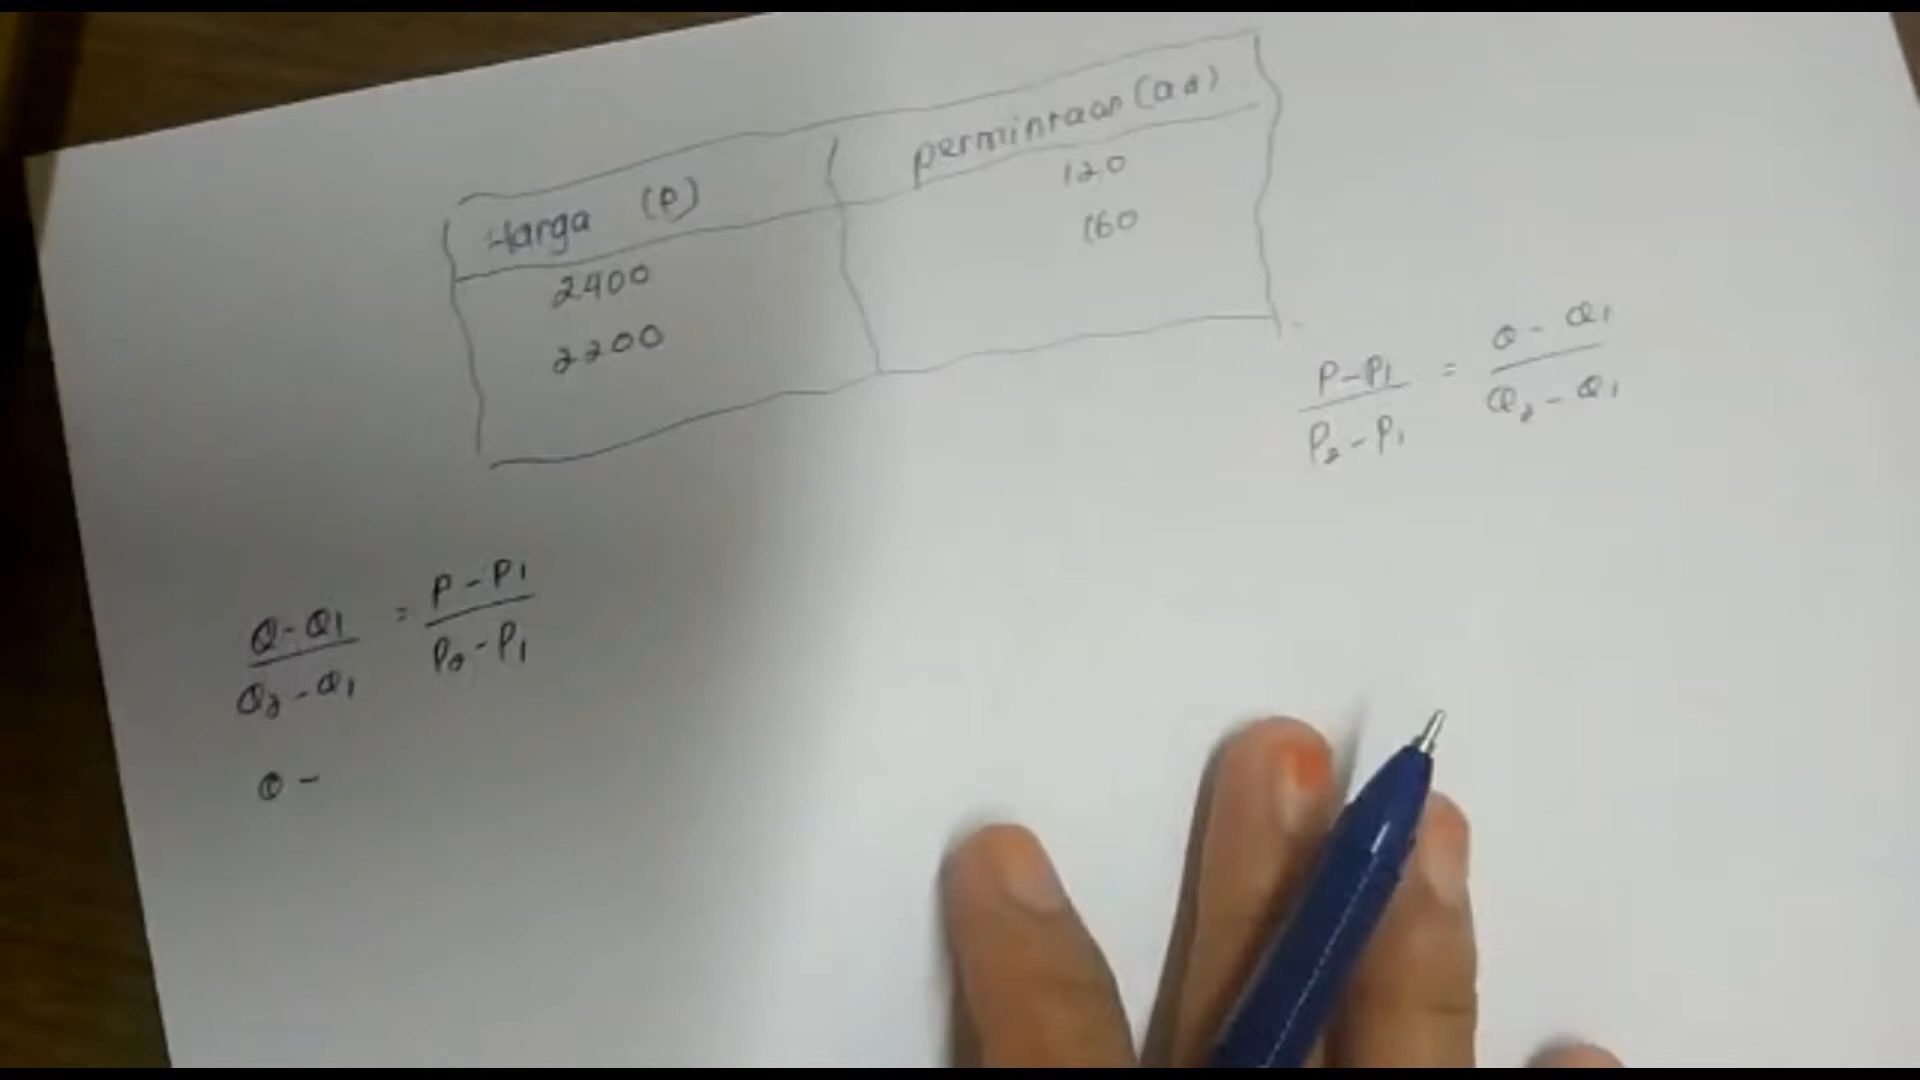 Harga (P) permintaan (Qd)
2400 120
2200 160
P-P1 / P2-P1 = Q-Q1 / Q2-Q1
Q-Q1 / Q2-Q1 = P-P1 / P2-P1
Q -